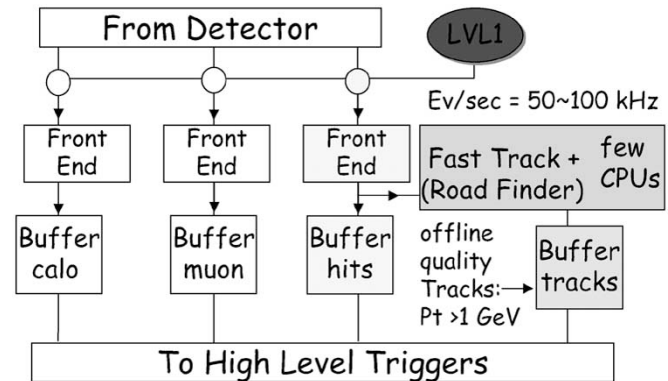 From Detector
LVL1
Ev/sec = 50~100 kHz
Front
End
Front
End
Front
End
Fast Track +
(Road Finder)
few
CPUs
Buffer
calo
Buffer
muon
Buffer
hits
offline
quality
Tracks:
Pt >1 GeV
Buffer
tracks
To High Level Triggers